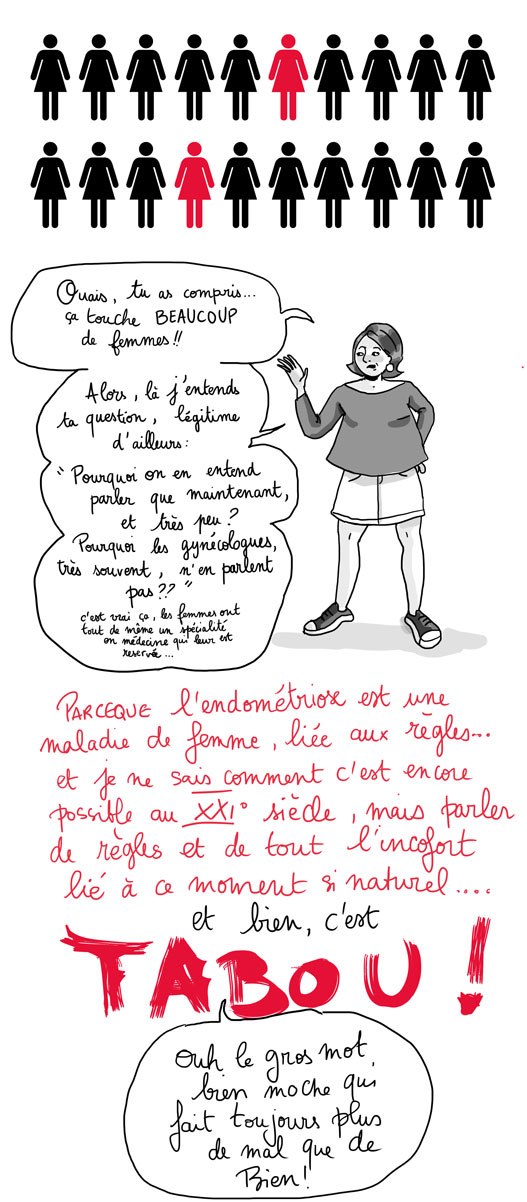 Ouais, tu as compris...
ça touche BEAUCOUP
de femmes!!
Alors, là j'entends
ta question, légitime
d'ailleurs:
"Pourquoi on en entend
parler que maintenant,
et très peu?
Pourquoi les gynécologues,
très souvent, n'en parlent
pas??"
c'est vrai ça, les femmes ont
tout de même un spécialité
en médecine qui leur est
reservée...
PARCEQUE l'endométriose est une
maladie de femme, liée aux règles...
et je ne sais comment c'est encore
possible au XXI° siècle, mais parler
de règles et de tout l'incofort
lié à ce moment si naturel....
et bien, c'est
TABOU!
Ouh le gros mot,
bien moche qui
fait toujours plus
de mal que de
Bien!